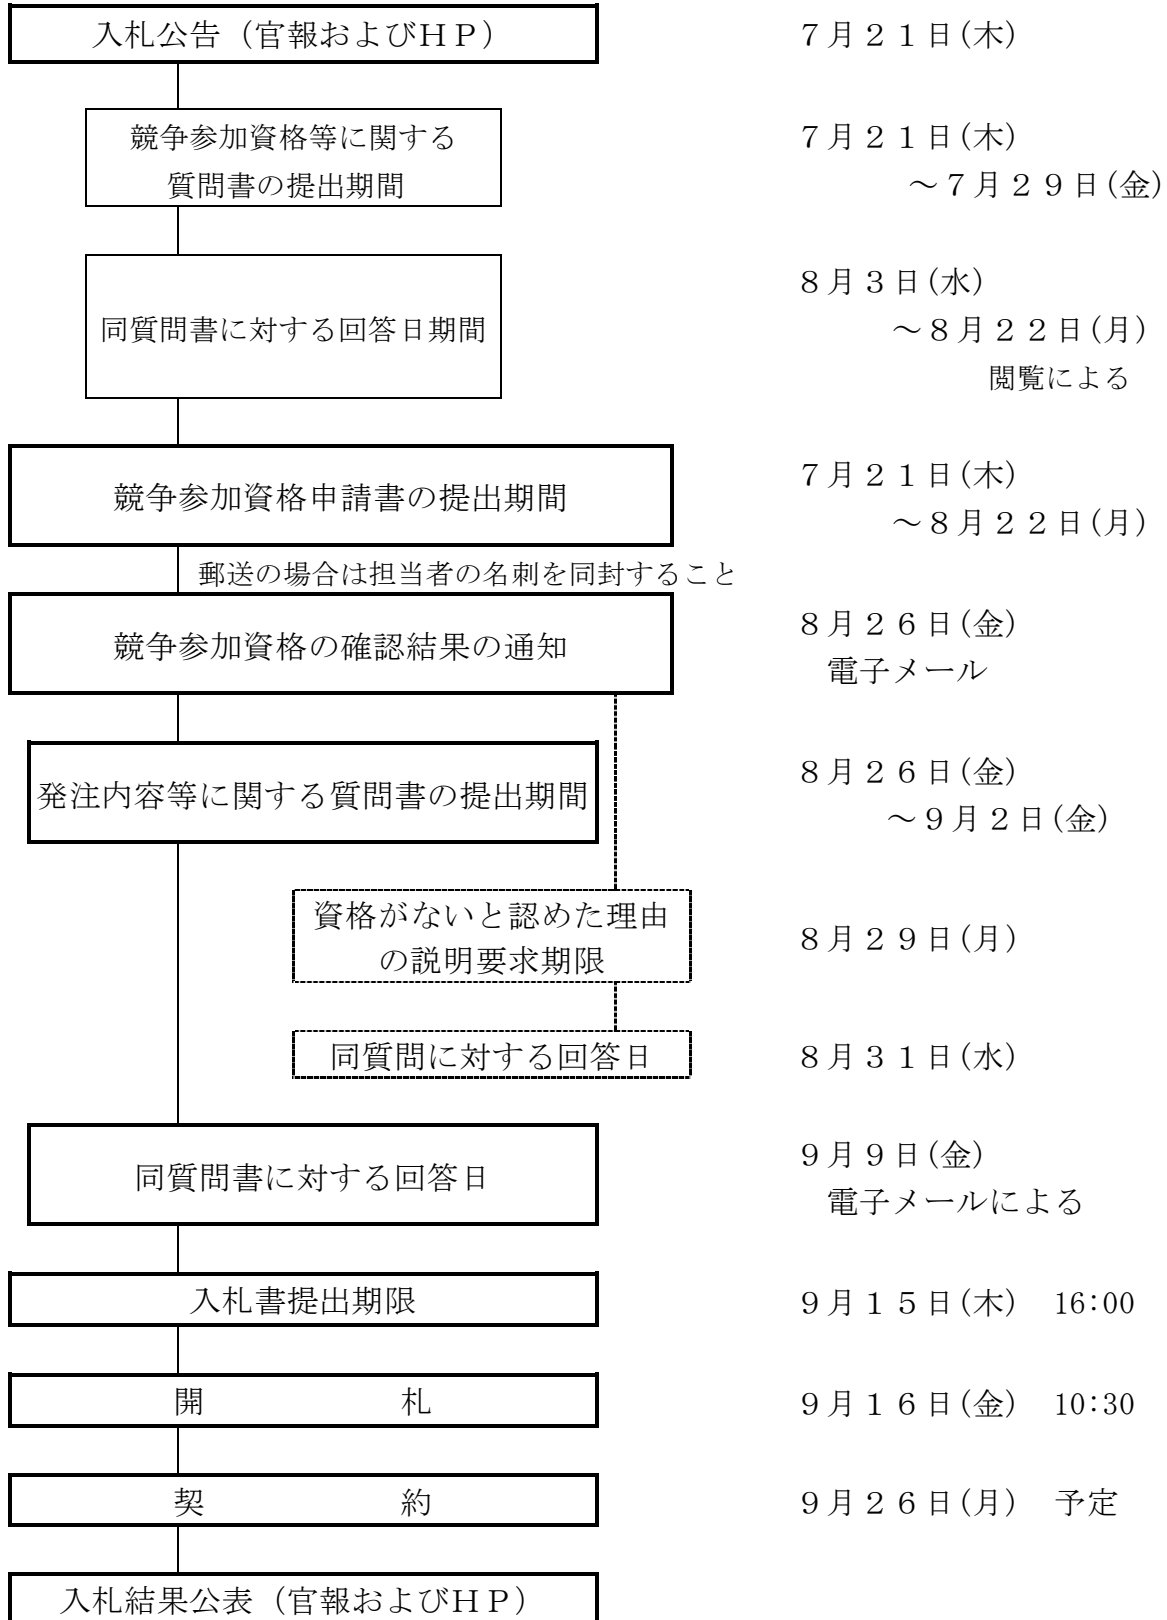 入札公告（官報およびＨＰ）
７月２１日(木)
競争参加資格等に関する
質問書の提出期間
７月２１日(木)
～７月２９日(金)
同質問書に対する回答日期間
８月３日(水)
～８月２２日(月)
閲覧による
競争参加資格申請書の提出期間
７月２１日(木)
～８月２２日(月)
郵送の場合は担当者の名刺を同封すること
競争参加資格の確認結果の通知
８月２６日(金)
電子メール
発注内容等に関する質問書の提出期間
８月２６日(金)
～９月２日(金)
資格がないと認めた理由
の説明要求期限
８月２９日(月)
同質問に対する回答日
８月３１日(水)
同質問書に対する回答日
９月９日(金)
電子メールによる
入札書提出期限
９月１５日(木)　16:00
開　　　　　　札
９月１６日(金)　10:30
契　　　　　　約
９月２６日(月)　予定
入札結果公表（官報およびＨＰ）